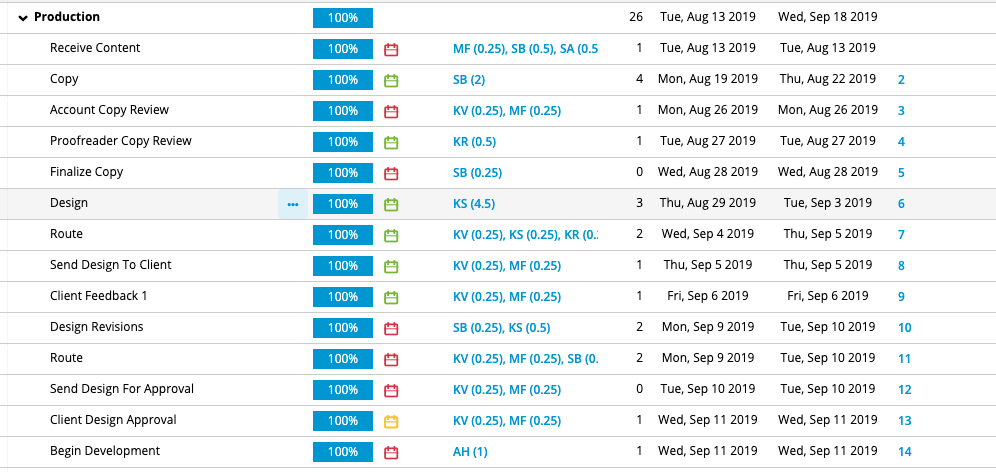 Production 100% 26 Tue, Aug 13 2019 Wed, Sep 18 2019
Receive Content 100% MF (0.25), SB (0.5), SA (0.5 1 Tue, Aug 13 2019 Tue, Aug 13 2019
Copy 100% SB (2) 4 Mon, Aug 19 2019 Thu, Aug 22 2019 2
Account Copy Review 100% KV (0.25), MF (0.25) 1 Mon, Aug 26 2019 Mon, Aug 26 2019 3
Proofreader Copy Review 100% KR (0.5) 1 Tue, Aug 27 2019 Tue, Aug 27 2019 4
Finalize Copy 100% SB (0.25) 0 Wed, Aug 28 2019 Wed, Aug 28 2019 5
Design ... 100% KS (4.5) 3 Thu, Aug 29 2019 Tue, Sep 3 2019 6
Route 100% KV (0.25), KS (0.25), KR (0. 2 Wed, Sep 4 2019 Thu, Sep 5 2019 7
Send Design To Client 100% KV (0.25), MF (0.25) 1 Thu, Sep 5 2019 Thu, Sep 5 2019 8
Client Feedback 1 100% KV (0.25), MF (0.25) 1 Fri, Sep 6 2019 Fri, Sep 6 2019 9
Design Revisions 100% SB (0.25), KS (0.5) 2 Mon, Sep 9 2019 Tue, Sep 10 2019 10
Route 100% KV (0.25), MF (0.25), SB (0. 2 Mon, Sep 9 2019 Tue, Sep 10 2019 11
Send Design For Approval 100% KV (0.25), MF (0.25) 0 Tue, Sep 10 2019 Tue, Sep 10 2019 12
Client Design Approval 100% KV (0.25), MF (0.25) 1 Wed, Sep 11 2019 Wed, Sep 11 2019 13
Begin Development 100% AH (1) 1 Wed, Sep 11 2019 Wed, Sep 11 2019 14